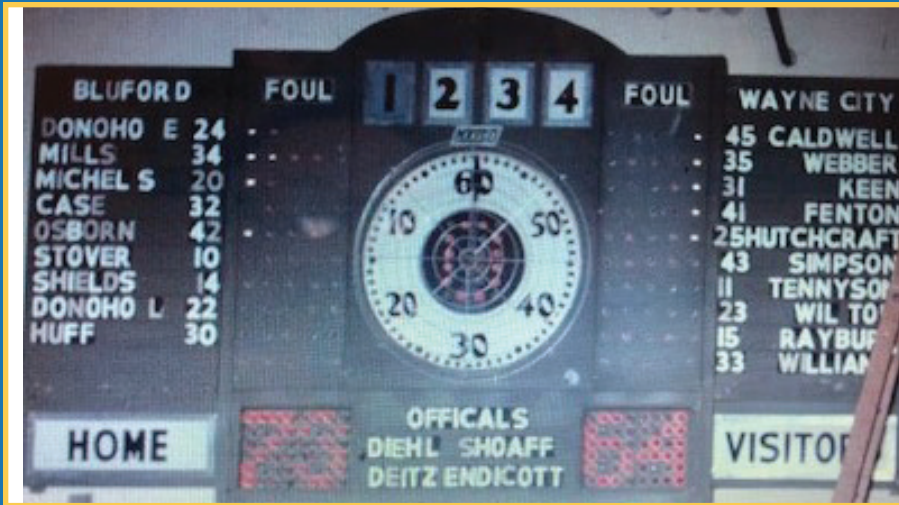 BLUFORD
DONOHO E 24
MILLS 34
MICHELS 20
CASE 32
OSBORN 42
STOVER 10
SHIELDS 14
DONOHO L 22
HUFF 30
FOUL
1 2 3 4
60
10 50
20 40
30
FOUL
WAYNE CITY
45 CALDWELL
35 WEBBER
31 KEEN
41 FENTON
25 HUTCHCRAFT
43 SIMPSON
11 TENNYSON
23 WILTO
15 RAYBUR
33 WILLIAM
HOME
OFFICALS
DIEHL SHOAFF
DEITZ ENDICOTT
VISITOR